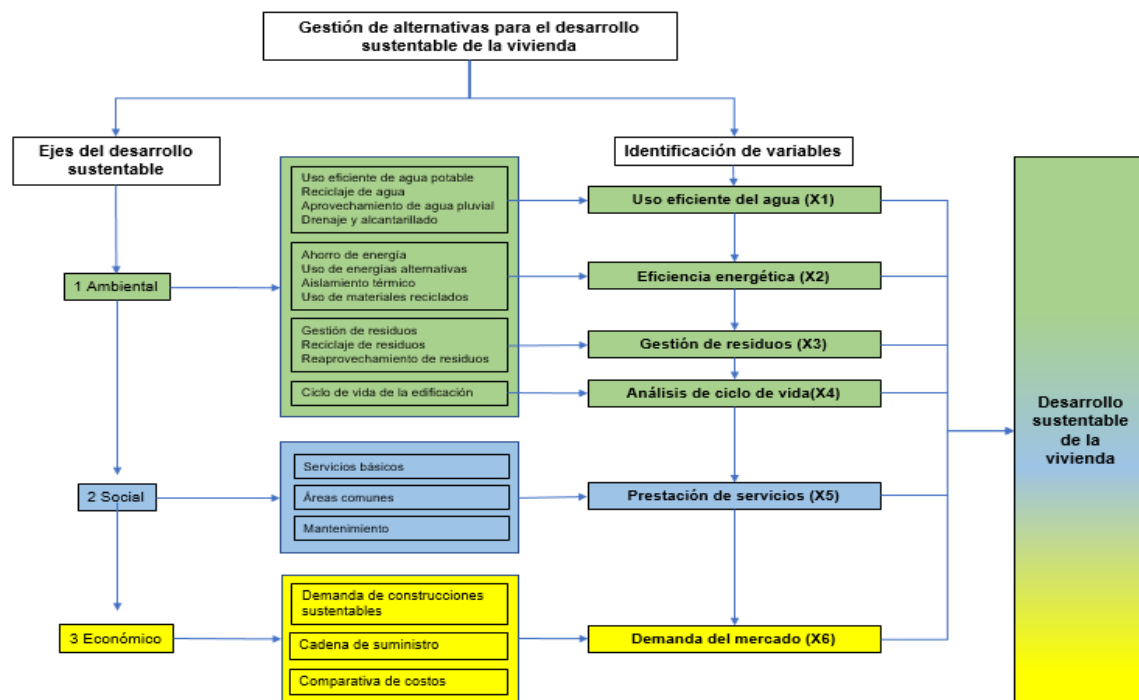 Gestión de alternativas para el desarrollo
sustentable de la vivienda
Ejes del desarrollo
sustentable
Identificación de variables
Uso eficiente de agua potable
Reciclaje de agua
Aprovechamiento de agua pluvial
Drenaje y alcantarillado
Uso eficiente del agua (X1)
1 Ambiental
Ahorro de energía
Uso de energías alternativas
Aislamiento térmico
Uso de materiales reciclados
Eficiencia energética (X2)
Gestión de residuos
Reciclaje de residuos
Reaprovechamiento de residuos
Gestión de residuos (X3)
Ciclo de vida de la edificación
Análisis de ciclo de vida(X4)
2 Social
Servicios básicos
Áreas comunes
Mantenimiento
Prestación de servicios (X5)
3 Económico
Demanda de construcciones
sustentables
Cadena de suministro
Comparativa de costos
Demanda del mercado (X6)
Desarrollo
sustentable
de la
vivienda